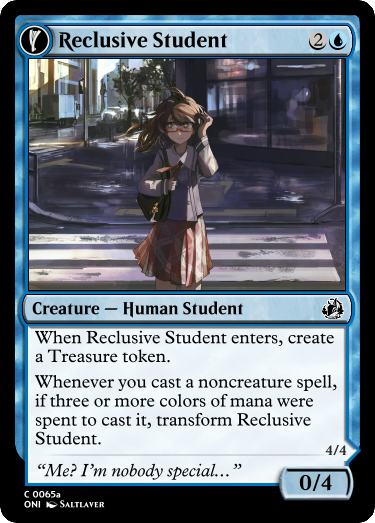 Reclusive Student 2
Creature — Human Student
When Reclusive Student enters, create
a Treasure token.
Whenever you cast a noncreature spell,
if three or more colors of mana were
spent to cast it, transform Reclusive
Student.
4/4
“Me? I’m nobody special…”
0/4
C 0065a
ONI SALTLAVER